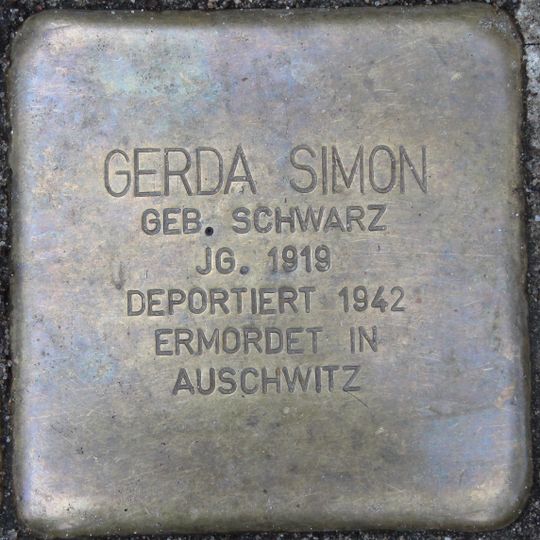 GERDA SIMON
GEB. SCHWARZ
JG. 1919
DEPORTIERT 1942
ERMORDET IN
AUSCHWITZ